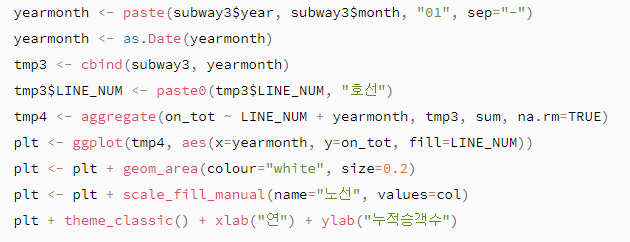 yearmonth <- paste(subway3$year, subway3$month, "01", sep="-")
yearmonth <- as.Date(yearmonth)
tmp3 <- cbind(subway3, yearmonth)
tmp3$LINE_NUM <- paste0(tmp3$LINE_NUM, "호선")
tmp4 <- aggregate(on_tot ~ LINE_NUM + yearmonth, tmp3, sum, na.rm=TRUE)
plt <- ggplot(tmp4, aes(x=yearmonth, y=on_tot, fill=LINE_NUM))
plt <- plt + geom_area(colour="white", size=0.2)
plt <- plt + scale_fill_manual(name="노선", values=col)
plt + theme_classic() + xlab("연") + ylab("누적승객수")